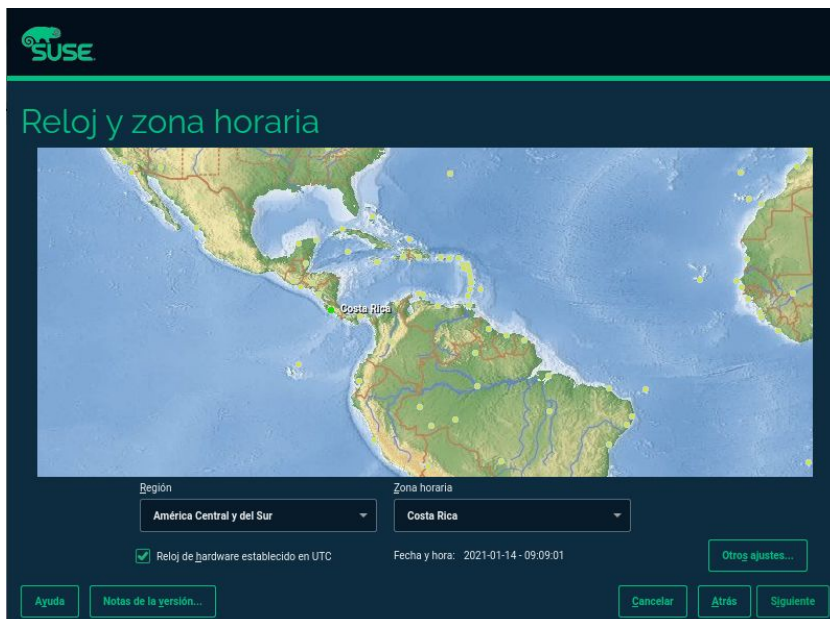 SUSE
Reloj y zona horaria
Costa Rica
Región
Zona horaria
América Central y del Sur
Costa Rica
Reloj de hardware establecido en UTC
Fecha y hora: 2021-01-14 - 09:09:01
Otros ajustes...
Ayuda
Notas de la versión...
Cancelar
Atrás
Siguiente